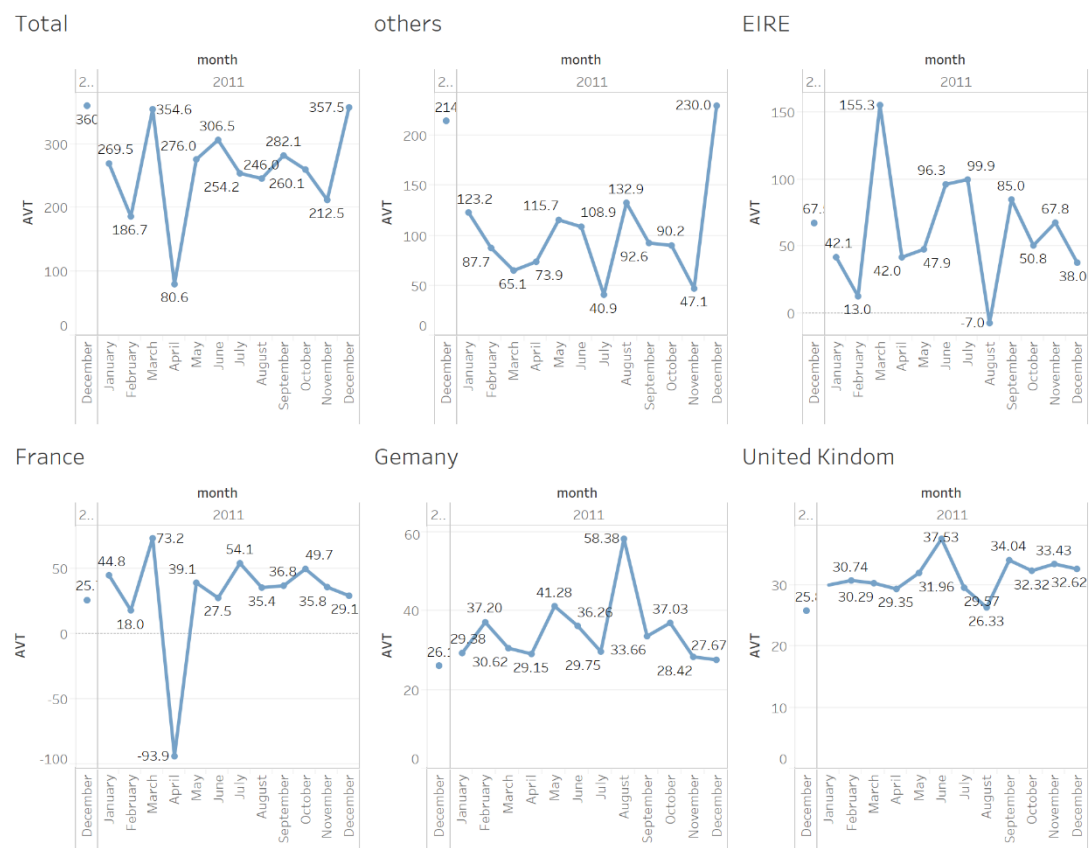 Total
month
2..
2011
AVT
300
200
100
0
360
269.5
186.7
354.6
80.6
276.0
306.5
254.2
246.0
282.1
260.1
212.5
357.5
December
January
February
March
April
May
June
July
August
September
October
November
December
others
month
2..
2011
AVT
200
150
100
50
0
214
123.2
87.7
65.1
73.9
115.7
108.9
40.9
132.9
92.6
90.2
47.1
230.0
December
January
February
March
April
May
June
July
August
September
October
November
December
EIRE
month
2..
2011
AVT
150
100
50
0
67.
42.1
13.0
155.3
42.0
47.9
96.3
99.9
-7.0
85.0
50.8
67.8
38.0
December
January
February
March
April
May
June
July
August
September
October
November
December
France
month
2..
2011
AVT
50
0
-50
-100
25.
44.8
18.0
73.2
-93.9
39.1
27.5
54.1
35.4
36.8
49.7
35.8
29.1
December
January
February
March
April
May
June
July
August
September
October
November
December
Gemany
month
2..
2011
AVT
60
40
20
0
26.
29.38
37.20
30.62
29.15
41.28
36.26
29.75
58.38
33.66
37.03
28.42
27.67
December
January
February
March
April
May
June
July
August
September
October
November
December
United Kindom
month
2..
2011
AVT
30
20
10
0
25.
30.74
30.29
29.35
31.96
37.53
29.57
26.33
34.04
32.32
33.43
32.62
December
January
February
March
April
May
June
July
August
September
October
November
December